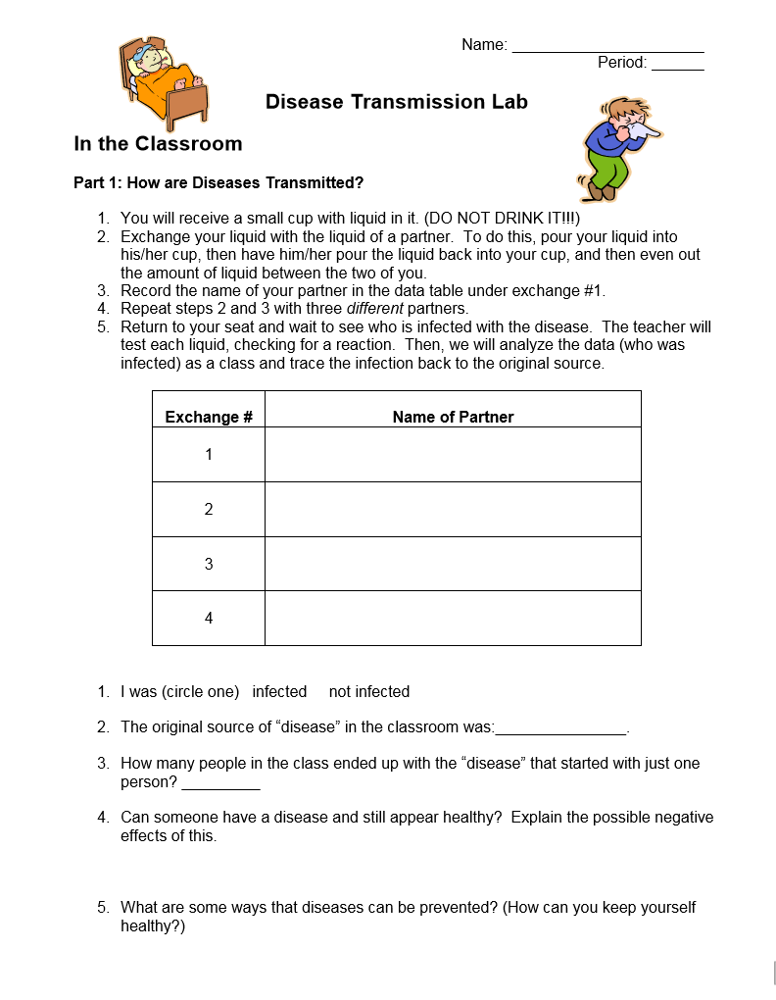 Name: ______________________
Period: ______
Disease Transmission Lab
In the Classroom
Part 1: How are Diseases Transmitted?
1. You will receive a small cup with liquid in it. (DO NOT DRINK IT!!!)
2. Exchange your liquid with the liquid of a partner. To do this, pour your liquid into
his/her cup, then have him/her pour the liquid back into your cup, and then even out
the amount of liquid between the two of you.
3. Record the name of your partner in the data table under exchange #1.
4. Repeat steps 2 and 3 with three different partners.
5. Return to your seat and wait to see who is infected with the disease. The teacher will
test each liquid, checking for a reaction. Then, we will analyze the data (who was
infected) as a class and trace the infection back to the original source.
Exchange # Name of Partner
1
2
3
4
1. I was (circle one) infected not infected
2. The original source of “disease” in the classroom was:_______________.
3. How many people in the class ended up with the “disease” that started with just one
person? _________
4. Can someone have a disease and still appear healthy? Explain the possible negative
effects of this.
5. What are some ways that diseases can be prevented? (How can you keep yourself
healthy?)